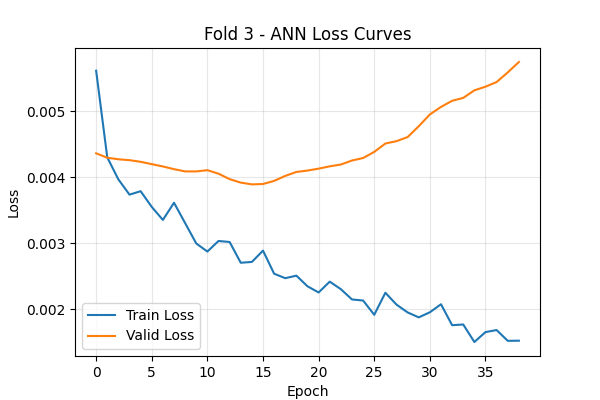 Fold 3 - ANN Loss Curves
Loss
0.005
0.004
0.003
0.002
Train Loss
Valid Loss
0 5 10 15 20 25 30 35
Epoch